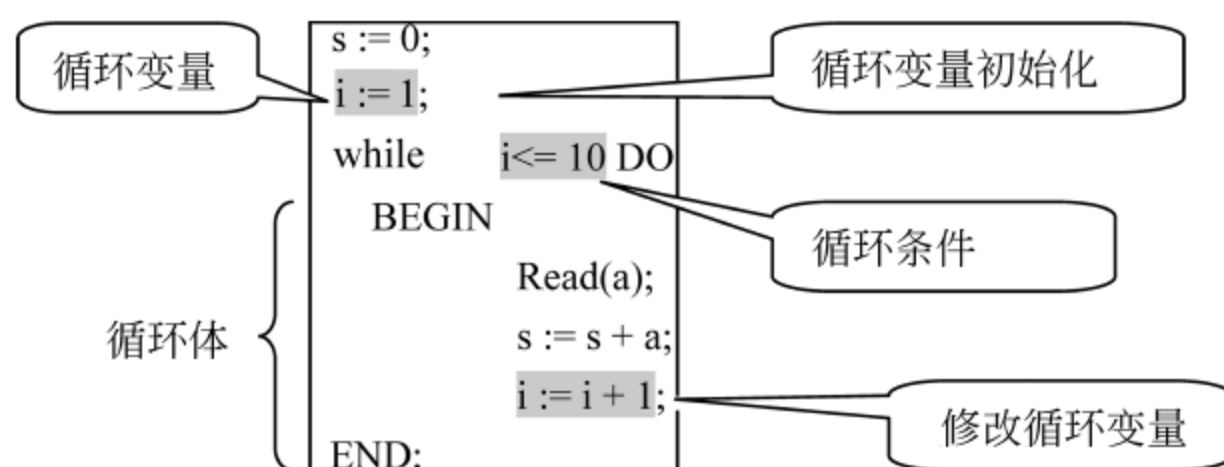 s := 0;
循环变量
i := 1;
循环变量初始化
while i<= 10 DO
BEGIN
循环条件
Read(a);
循环体
s := s + a;
i := i + 1;
修改循环变量
END;